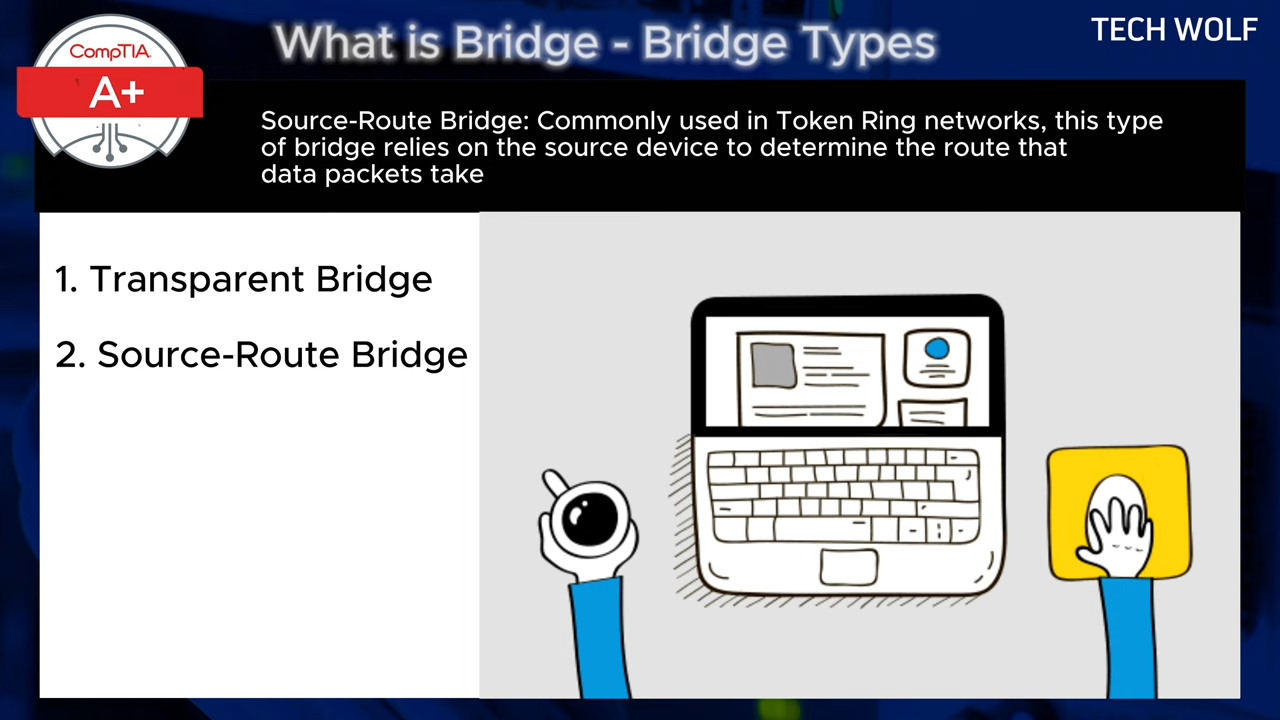 CompTIA.
A+
What is Bridge - Bridge Types
TECH WOLF
Source-Route Bridge: Commonly used in Token Ring networks, this type
of bridge relies on the source device to determine the route that
data packets take
1. Transparent Bridge
2. Source-Route Bridge